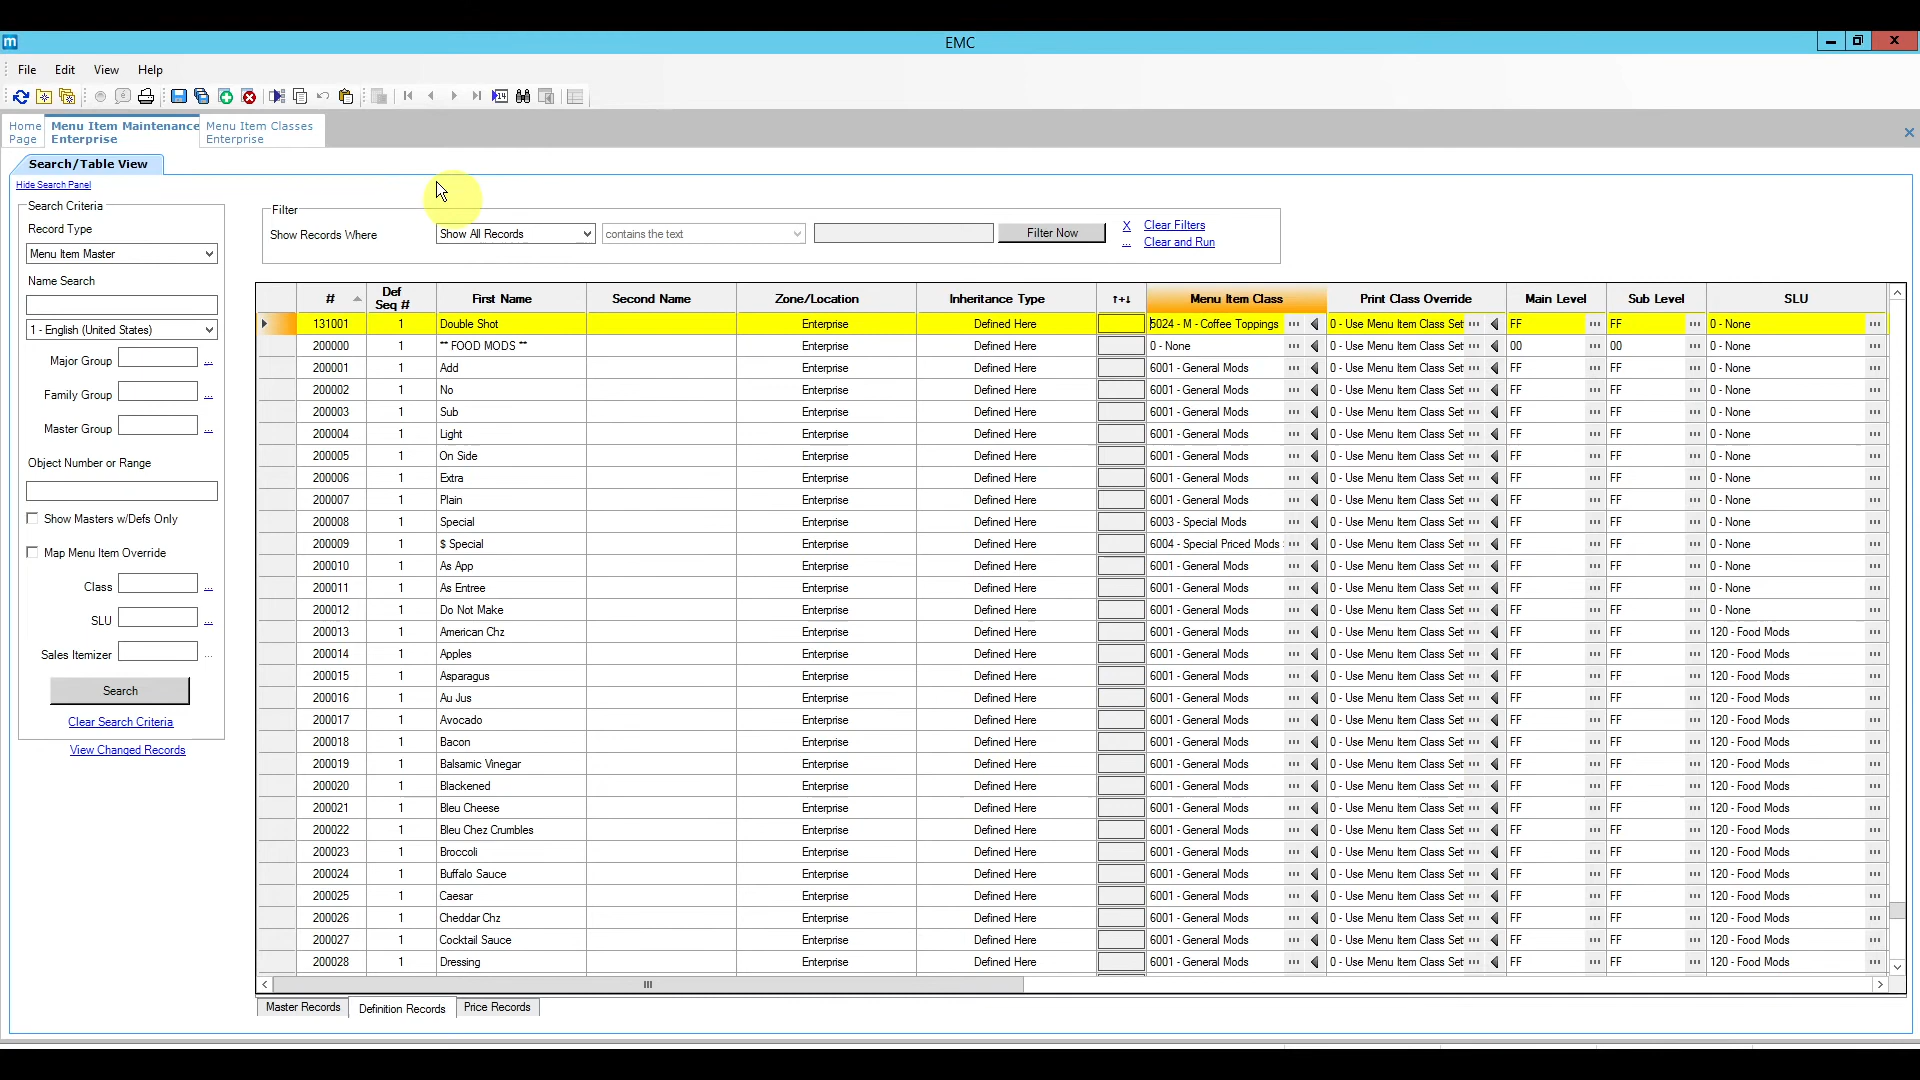 m EMC
File Edit View Help
Home Page
Menu Item Maintenance Enterprise
Menu Item Classes Enterprise
Search/Table View
Hide Search Panel
Search Criteria
Record Type
Menu Item Master
Name Search
1 - English (United States)
Major Group ...
Family Group ...
Master Group ...
Object Number or Range
Show Masters w/Defs Only
Map Menu Item Override
Class ...
SLU ...
Sales Itemizer ...
Search
Clear Search Criteria
View Changed Records
Filter
Show Records Where Show All Records contains the text Filter Now
X Clear Filters
... Clear and Run
# Def Seq # First Name Second Name Zone/Location Inheritance Type ↑+↓ Menu Item Class Print Class Override Main Level Sub Level SLU
131001 1 Double Shot Enterprise Defined Here 5024 - M - Coffee Toppings 0 - Use Menu Item Class Set FF FF 0 - None
200000 1 ** FOOD MODS ** Enterprise Defined Here 0 - None 0 - Use Menu Item Class Set 00 00 0 - None
200001 1 Add Enterprise Defined Here 6001 - General Mods 0 - Use Menu Item Class Set FF FF 0 - None
200002 1 No Enterprise Defined Here 6001 - General Mods 0 - Use Menu Item Class Set FF FF 0 - None
200003 1 Sub Enterprise Defined Here 6001 - General Mods 0 - Use Menu Item Class Set FF FF 0 - None
200004 1 Light Enterprise Defined Here 6001 - General Mods 0 - Use Menu Item Class Set FF FF 0 - None
200005 1 On Side Enterprise Defined Here 6001 - General Mods 0 - Use Menu Item Class Set FF FF 0 - None
200006 1 Extra Enterprise Defined Here 6001 - General Mods 0 - Use Menu Item Class Set FF FF 0 - None
200007 1 Plain Enterprise Defined Here 6001 - General Mods 0 - Use Menu Item Class Set FF FF 0 - None
200008 1 Special Enterprise Defined Here 6003 - Special Mods 0 - Use Menu Item Class Set FF FF 0 - None
200009 1 $ Special Enterprise Defined Here 6004 - Special Priced Mods 0 - Use Menu Item Class Set FF FF 0 - None
200010 1 As App Enterprise Defined Here 6001 - General Mods 0 - Use Menu Item Class Set FF FF 0 - None
200011 1 As Entree Enterprise Defined Here 6001 - General Mods 0 - Use Menu Item Class Set FF FF 0 - None
200012 1 Do Not Make Enterprise Defined Here 6001 - General Mods 0 - Use Menu Item Class Set FF FF 0 - None
200013 1 American Chz Enterprise Defined Here 6001 - General Mods 0 - Use Menu Item Class Set FF FF 120 - Food Mods
200014 1 Apples Enterprise Defined Here 6001 - General Mods 0 - Use Menu Item Class Set FF FF 120 - Food Mods
200015 1 Asparagus Enterprise Defined Here 6001 - General Mods 0 - Use Menu Item Class Set FF FF 120 - Food Mods
200016 1 Au Jus Enterprise Defined Here 6001 - General Mods 0 - Use Menu Item Class Set FF FF 120 - Food Mods
200017 1 Avocado Enterprise Defined Here 6001 - General Mods 0 - Use Menu Item Class Set FF FF 120 - Food Mods
200018 1 Bacon Enterprise Defined Here 6001 - General Mods 0 - Use Menu Item Class Set FF FF 120 - Food Mods
200019 1 Balsamic Vinegar Enterprise Defined Here 6001 - General Mods 0 - Use Menu Item Class Set FF FF 120 - Food Mods
200020 1 Blackened Enterprise Defined Here 6001 - General Mods 0 - Use Menu Item Class Set FF FF 120 - Food Mods
200021 1 Bleu Cheese Enterprise Defined Here 6001 - General Mods 0 - Use Menu Item Class Set FF FF 120 - Food Mods
200022 1 Bleu Chez Crumbles Enterprise Defined Here 6001 - General Mods 0 - Use Menu Item Class Set FF FF 120 - Food Mods
200023 1 Broccoli Enterprise Defined Here 6001 - General Mods 0 - Use Menu Item Class Set FF FF 120 - Food Mods
200024 1 Buffalo Sauce Enterprise Defined Here 6001 - General Mods 0 - Use Menu Item Class Set FF FF 120 - Food Mods
200025 1 Caesar Enterprise Defined Here 6001 - General Mods 0 - Use Menu Item Class Set FF FF 120 - Food Mods
200026 1 Cheddar Chz Enterprise Defined Here 6001 - General Mods 0 - Use Menu Item Class Set FF FF 120 - Food Mods
200027 1 Cocktail Sauce Enterprise Defined Here 6001 - General Mods 0 - Use Menu Item Class Set FF FF 120 - Food Mods
200028 1 Dressing Enterprise Defined Here 6001 - General Mods 0 - Use Menu Item Class Set FF FF 120 - Food Mods
Master Records Definition Records Price Records